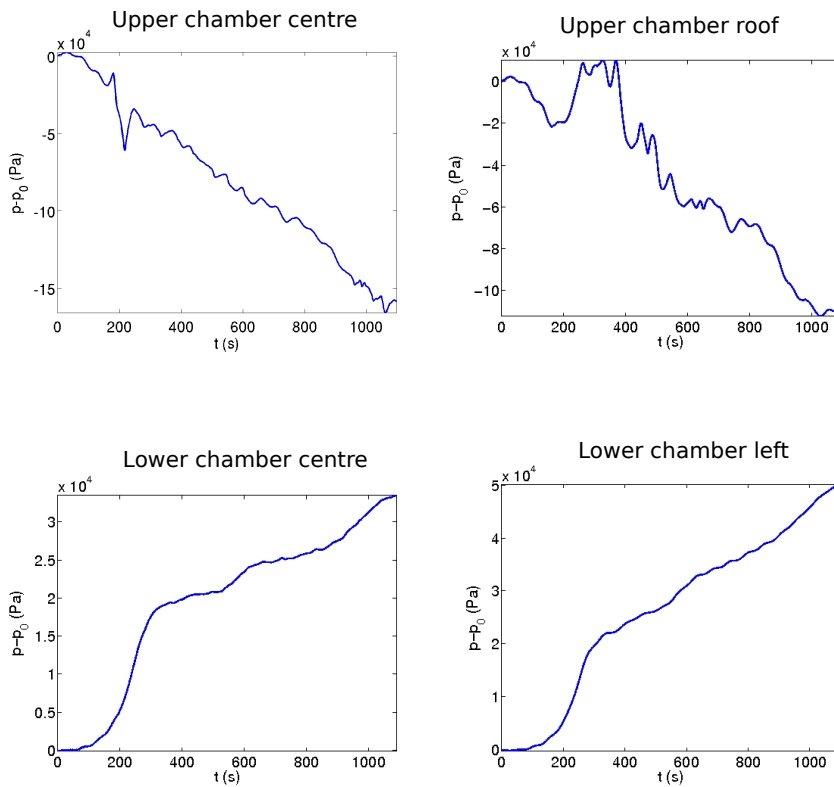 Upper chamber centre
x 10^4
0
−5
−10
−15
p-p_0 (Pa)
0 200 400 600 800 1000
t (s)
Upper chamber roof
x 10^4
0
−2
−4
−6
−8
−10
p−p_0 (Pa)
0 200 400 600 800 1000
t (s)
Lower chamber centre
x 10^4
3
2.5
2
1.5
1
0.5
0
p−p_0 (Pa)
0 200 400 600 800 1000
t (s)
Lower chamber left
x 10^4
5
4
3
2
1
0
p−p_0 (Pa)
0 200 400 600 800 1000
t (s)